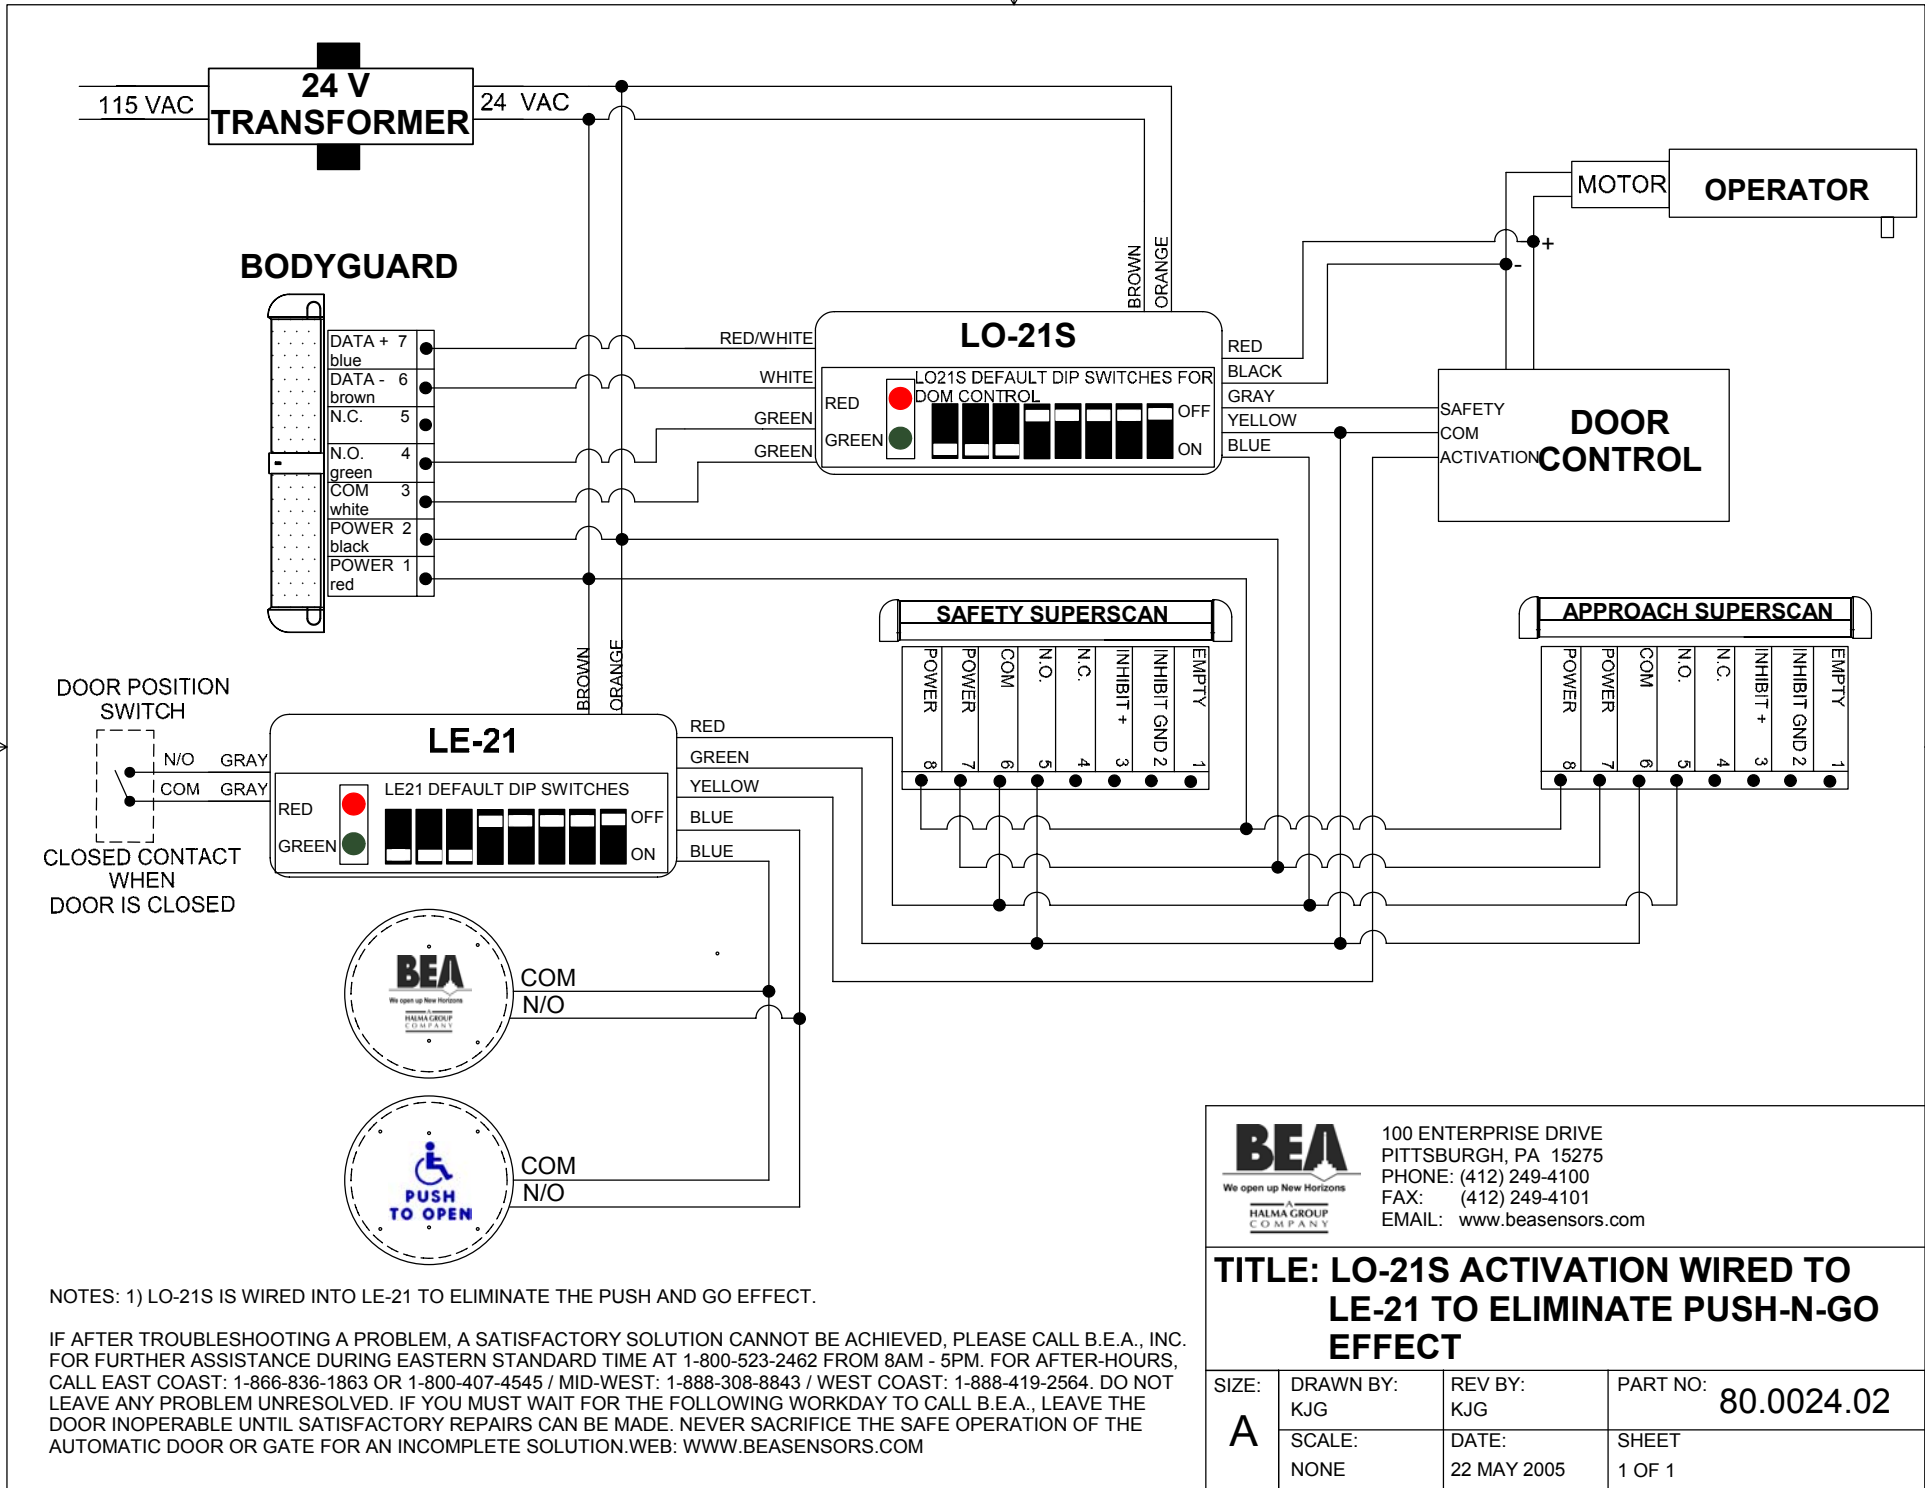 24 V
TRANSFORMER
115 VAC
24 VAC
MOTOR
OPERATOR
+
-
BROWN
ORANGE
BODYGUARD
DATA + 7
blue
DATA - 6
brown
N.C. 5
N.O. 4
green
COM 3
white
POWER 2
black
POWER 1
red
RED/WHITE
WHITE
GREEN
GREEN
LO-21S
LO21S DEFAULT DIP SWITCHES FOR
DOM CONTROL
RED
GREEN
OFF
ON
RED
BLACK
GRAY
YELLOW
BLUE
SAFETY
COM
ACTIVATION
DOOR
CONTROL
SAFETY SUPERSCAN
POWER 8
POWER 7
COM 6
N.O. 5
N.C. 4
INHIBIT + 3
INHIBIT GND 2
EMPTY 1
APPROACH SUPERSCAN
POWER 8
POWER 7
COM 6
N.O. 5
N.C. 4
INHIBIT + 3
INHIBIT GND 2
EMPTY 1
BROWN
ORANGE
DOOR POSITION
SWITCH
N/O GRAY
COM GRAY
CLOSED CONTACT
WHEN
DOOR IS CLOSED
LE-21
LE21 DEFAULT DIP SWITCHES
RED
GREEN
OFF
ON
RED
GREEN
YELLOW
BLUE
BLUE
BEA
We open up New Horizons
A
HALMA GROUP
COMPANY
COM
N/O
PUSH
TO OPEN
COM
N/O
NOTES: 1) LO-21S IS WIRED INTO LE-21 TO ELIMINATE THE PUSH AND GO EFFECT.
IF AFTER TROUBLESHOOTING A PROBLEM, A SATISFACTORY SOLUTION CANNOT BE ACHIEVED, PLEASE CALL B.E.A., INC.
FOR FURTHER ASSISTANCE DURING EASTERN STANDARD TIME AT 1-800-523-2462 FROM 8AM - 5PM. FOR AFTER-HOURS,
CALL EAST COAST: 1-866-836-1863 OR 1-800-407-4545 / MID-WEST: 1-888-308-8843 / WEST COAST: 1-888-419-2564. DO NOT
LEAVE ANY PROBLEM UNRESOLVED. IF YOU MUST WAIT FOR THE FOLLOWING WORKDAY TO CALL B.E.A., LEAVE THE
DOOR INOPERABLE UNTIL SATISFACTORY REPAIRS CAN BE MADE. NEVER SACRIFICE THE SAFE OPERATION OF THE
AUTOMATIC DOOR OR GATE FOR AN INCOMPLETE SOLUTION.WEB: WWW.BEASENSORS.COM
BEA
We open up New Horizons
A
HALMA GROUP
COMPANY
100 ENTERPRISE DRIVE
PITTSBURGH, PA 15275
PHONE: (412) 249-4100
FAX: (412) 249-4101
EMAIL: www.beasensors.com
TITLE: LO-21S ACTIVATION WIRED TO
LE-21 TO ELIMINATE PUSH-N-GO
EFFECT
SIZE:
A
DRAWN BY:
KJG
REV BY:
KJG
PART NO: 80.0024.02
SCALE:
NONE
DATE:
22 MAY 2005
SHEET
1 OF 1